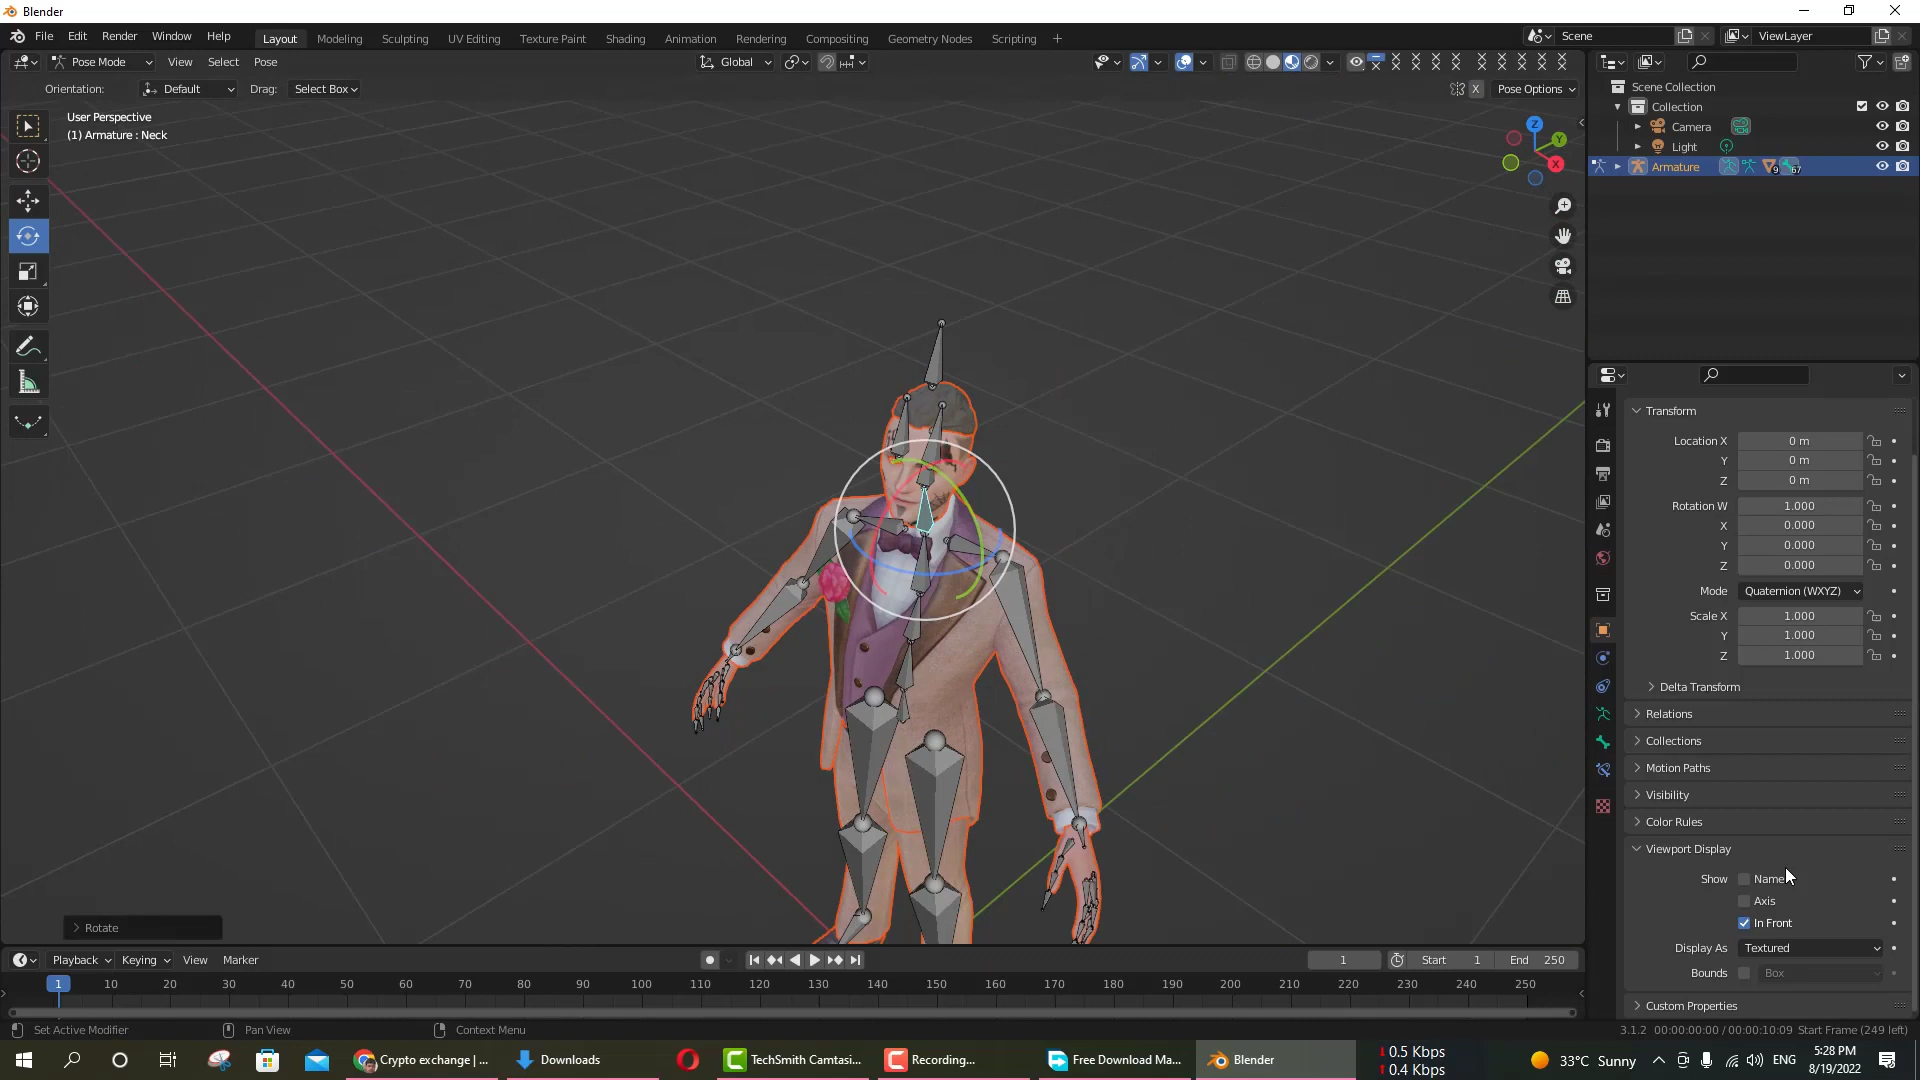 Blender
File Edit Render Window Help Layout Modeling Sculpting UV Editing Texture Paint Shading Animation Rendering Compositing Geometry Nodes Scripting + Scene ViewLayer
Pose Mode View Select Pose Global
Orientation: Default Drag: Select Box X Pose Options
User Perspective
(1) Armature : Neck
Z
Y
X
Scene Collection
Collection
Camera
Light
Armature 9 67
Transform
Location X 0 m
Y 0 m
Z 0 m
Rotation W 1.000
X 0.000
Y 0.000
Z 0.000
Mode Quaternion (WXYZ)
Scale X 1.000
Y 1.000
Z 1.000
Delta Transform
Relations
Collections
Motion Paths
Visibility
Color Rules
Viewport Display
Show Name
Axis
In Front
Display As Textured
Bounds Box
Custom Properties
Rotate
Playback Keying View Marker 1 Start 1 End 250
1 10 20 30 40 50 60 70 80 90 100 110 120 130 140 150 160 170 180 190 200 210 220 230 240 250
Set Active Modifier Pan View Context Menu 3.1.2 00:00:00:00 / 00:00:10:09 Start Frame (249 left)
Crypto exchange | ... Downloads TechSmith Camtasi... Recording... Free Download Ma... Blender
0.5 Kbps
0.4 Kbps
33°C Sunny ENG
5:28 PM
8/19/2022